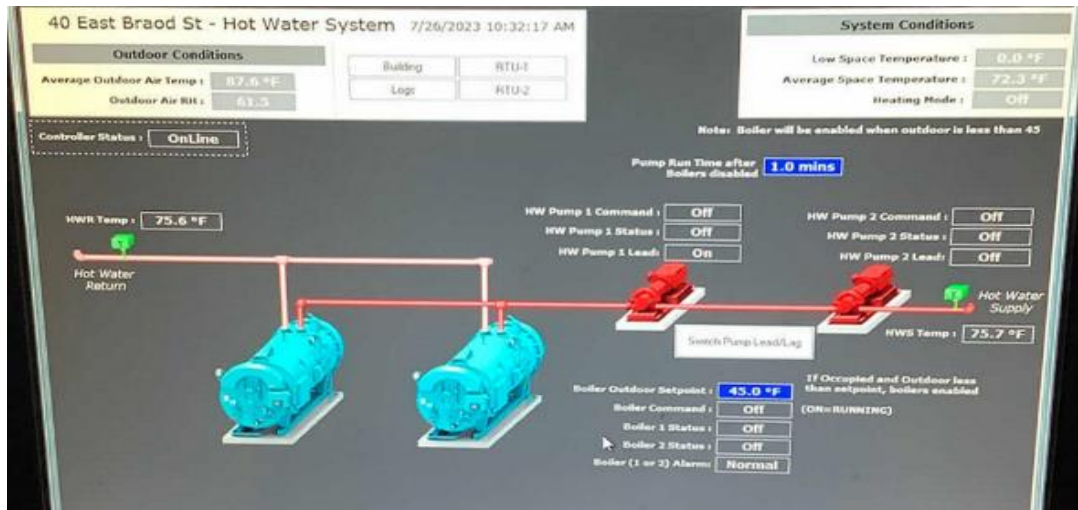 40 East Braod St - Hot Water System 7/26/2023 10:32:17 AM
Outdoor Conditions
Average Outdoor Air Temp : 87.6 °F
Outdoor Air RH : 61.5
Building RTU-1
Logs RTU-2
System Conditions
Low Space Temperature : 0.0 °F
Average Space Temperature : 72.3 °F
Heating Mode : Off
Controller Status : OnLine
Note: Boiler will be enabled when outdoor is less than 45
Pump Run Time after
Boilers disabled
1.0 mins
HWR Temp : 75.6 °F
Hot Water
Return
HW Pump 1 Command : Off
HW Pump 1 Status : Off
HW Pump 1 Lead: On
HW Pump 2 Command : Off
HW Pump 2 Status : Off
HW Pump 2 Lead: Off
Hot Water
Supply
HWS Temp : 75.7 °F
Switch Pump Lead/Lag
Boiler Outdoor Setpoint : 45.0 °F
If Occupied and Outdoor less
than setpoint, boilers enabled
Boiler Command : Off (ON=RUNNING)
Boiler 1 Status : Off
Boiler 2 Status : Off
Boiler (1 or 2) Alarm: Normal